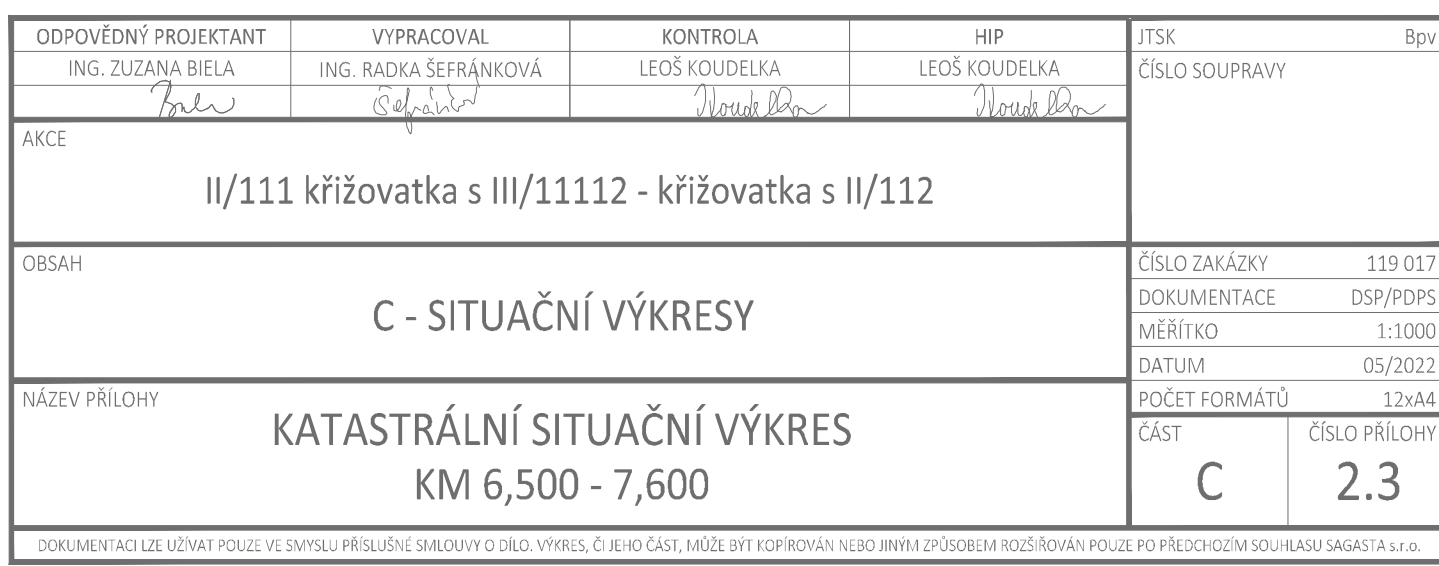 ODPOVĚDNÝ PROJEKTANT VYPRACOVAL KONTROLA HIP JTSK Bpv
ING. ZUZANA BIELA ING. RADKA ŠEFRÁNKOVÁ LEOŠ KOUDELKA LEOŠ KOUDELKA ČÍSLO SOUPRAVY
Koudelka Koudelka
AKCE
II/111 křižovatka s III/11112 - křižovatka s II/112
OBSAH
C - SITUAČNÍ VÝKRESY
ČÍSLO ZAKÁZKY 119 017
DOKUMENTACE DSP/PDPS
MĚŘÍTKO 1:1000
DATUM 05/2022
POČET FORMÁTŮ 12xA4
NÁZEV PŘÍLOHY
KATASTRÁLNÍ SITUAČNÍ VÝKRES
KM 6,500 - 7,600
ČÁST ČÍSLO PŘÍLOHY
C 2.3
DOKUMENTACI LZE UŽÍVAT POUZE VE SMYSLU PŘÍSLUŠNÉ SMLOUVY O DÍLO. VÝKRES, ČI JEHO ČÁST, MŮŽE BÝT KOPÍROVÁN NEBO JINÝM ZPŮSOBEM ROZŠIŘOVÁN POUZE PO PŘEDCHOZÍM SOUHLASU SAGASTA s.r.o.